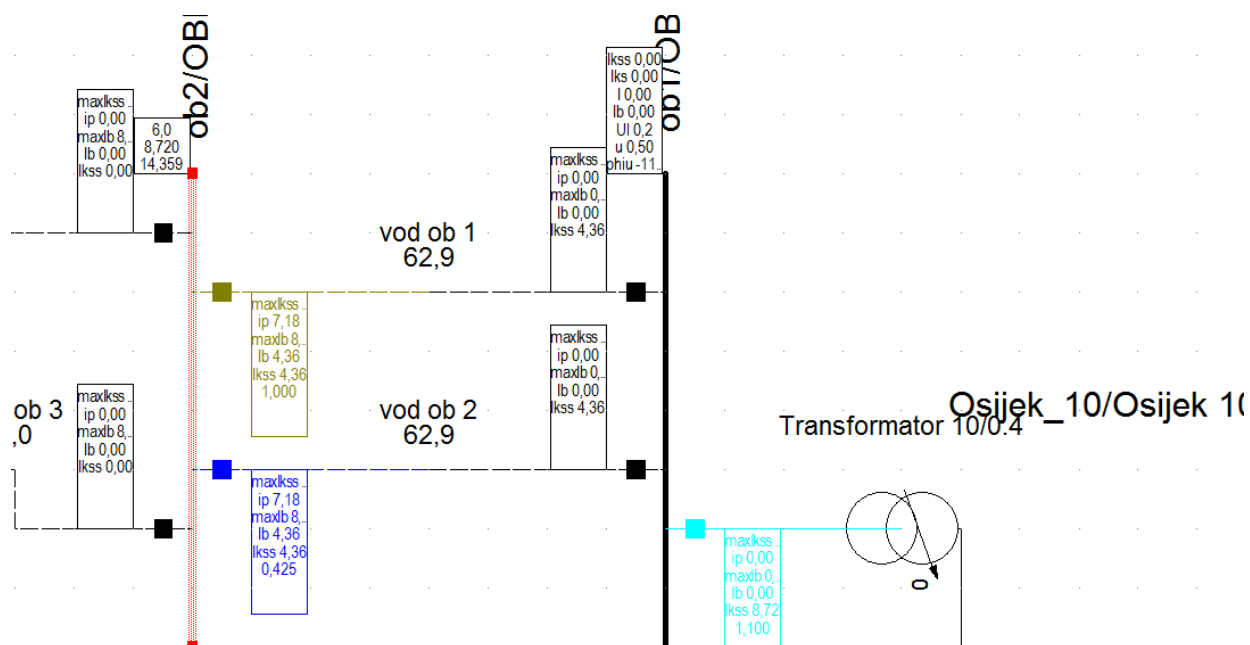 ob2/OB
ob1/OB
maxIkss ..
ip 0,00
maxIb 8,..
Ib 0,00
Ikss 0,00
6,0
8,720
14,359
Ikss 0,00
Iks 0,00
I 0,00
Ib 0,00
Ul 0,2
u 0,50
phiu -11..
maxIkss ..
ip 0,00
maxIb 0,..
Ib 0,00
Ikss 4,36
vod ob 1
62,9
maxIkss ..
ip 7,18
maxIb 8,..
Ib 4,36
Ikss 4,36
1,000
maxIkss ..
ip 0,00
maxIb 0,..
Ib 0,00
Ikss 4,36
ob 3
,0
maxIkss ..
ip 0,00
maxIb 8,..
Ib 0,00
Ikss 0,00
vod ob 2
62,9
Osijek_10/Osijek 10
Transformator 10/0.4
maxIkss ..
ip 7,18
maxIb 8,..
Ib 4,36
Ikss 4,36
0,425
maxIkss ..
ip 0,00
maxIb 0,..
Ib 0,00
Ikss 8,72
1,100
0